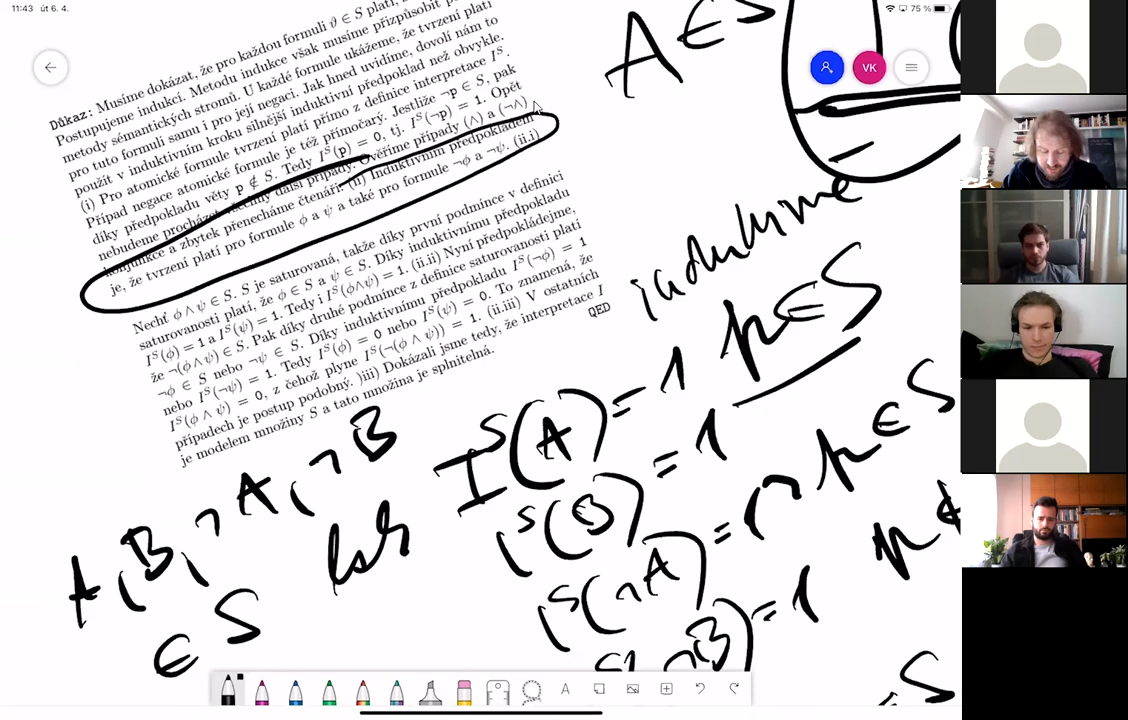 11:43 út 6. 4.
75 %
VK
Důkaz: Musíme dokázat, že pro každou formuli ϑ ∈ S platí,
Postupujeme indukcí. Metodu indukce však musíme přizpůsobit
metody sémantických stromů. U každé formule ukážeme, že tvrzení platí
pro tuto formuli samu i pro její negaci. Jak hned uvidíme, dovolí nám to
použít v induktivním kroku silnější induktivní předpoklad než obvykle.
(i) Pro atomické formule tvrzení platí přímo z definice interpretace I^S.
Případ negace atomické formule je též přímočarý. Jestliže ¬p ∈ S, pak
díky předpokladu věty p ∉ S. Tedy I^S(p) = 0, tj. I^S(¬p) = 1. Opět
nebudeme procházet všechny další případy. Ověříme případy (∧) a (¬∧)
konjunkce a zbytek přenecháme čtenáři. (ii) Induktivní předpoklad
je, že tvrzení platí pro formule ϕ a ψ a také pro formule ¬ϕ a ¬ψ. (ii.i)
Nechť ϕ ∧ ψ ∈ S. S je saturovaná, takže díky první podmínce v definici
saturovanosti platí, že ϕ ∈ S a ψ ∈ S. Díky induktivnímu předpokladu
I^S(ϕ) = 1 a I^S(ψ) = 1. Tedy i I^S(ϕ∧ψ) = 1. (ii.ii) Nyní předpokládejme,
že ¬(ϕ ∧ ψ) ∈ S. Pak díky druhé podmínce z definice saturovanosti platí
¬ϕ ∈ S nebo ¬ψ ∈ S. Díky induktivnímu předpokladu I^S(¬ϕ) = 1
nebo I^S(¬ψ) = 1. Tedy I^S(ϕ) = 0 nebo I^S(ψ) = 0. To znamená, že
I^S(ϕ ∧ ψ) = 0, z čehož plyne I^S(¬(ϕ ∧ ψ)) = 1. (ii.iii) V ostatních
případech je postup podobný. )iii) Dokázali jsme tedy, že interpretace I
je modelem množiny S a tato množina je splnitelná.
QED
A ∈ S
p ∈ S
I^S(A) = 1
I^S(B) = 1
I^S(¬A) = 1
¬B) = 1
¬p ∈ S
A, B, ¬A, ¬B
∈ S
A